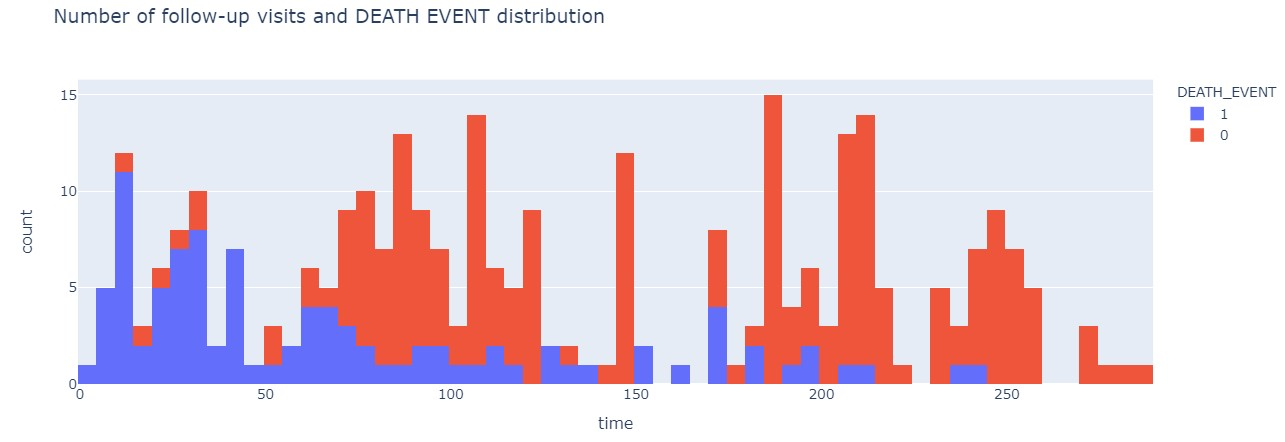 Number of follow-up visits and DEATH EVENT distribution
DEATH_EVENT
1
0
15
10
5
0
count
0 50 100 150 200 250
time